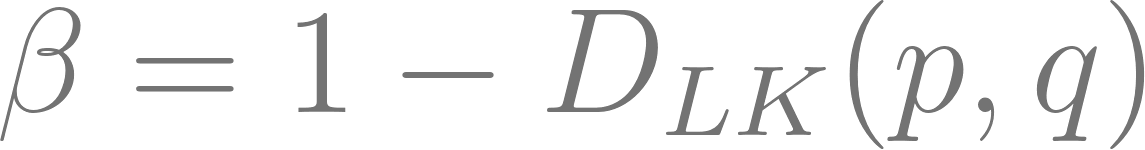 β = 1 − D_{LK}(p, q)